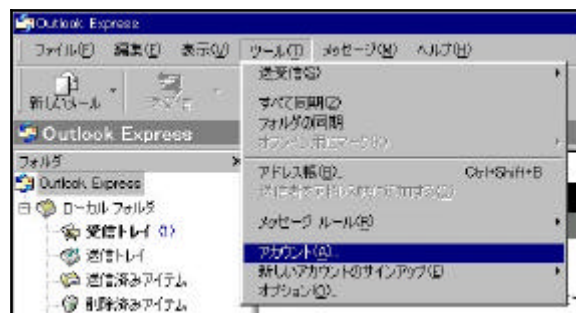 Outlook Express
ファイル(F) 編集(E) 表示(V) ツール(T) メッセージ(M) ヘルプ(H)
送受信(S)
新しいメール
すべて同期(Z)
フォルダの同期
Outlook Express
フォルダ ×
アドレス帳(B)... Ctrl+Shift+B
Outlook Express
ローカル フォルダ
メッセージ ルール(R)
受信トレイ (1)
アカウント(A)...
送信トレイ
新しいアカウントのサインアップ(E)
送信済みアイテム
オプション(O)...
削除済みアイテム